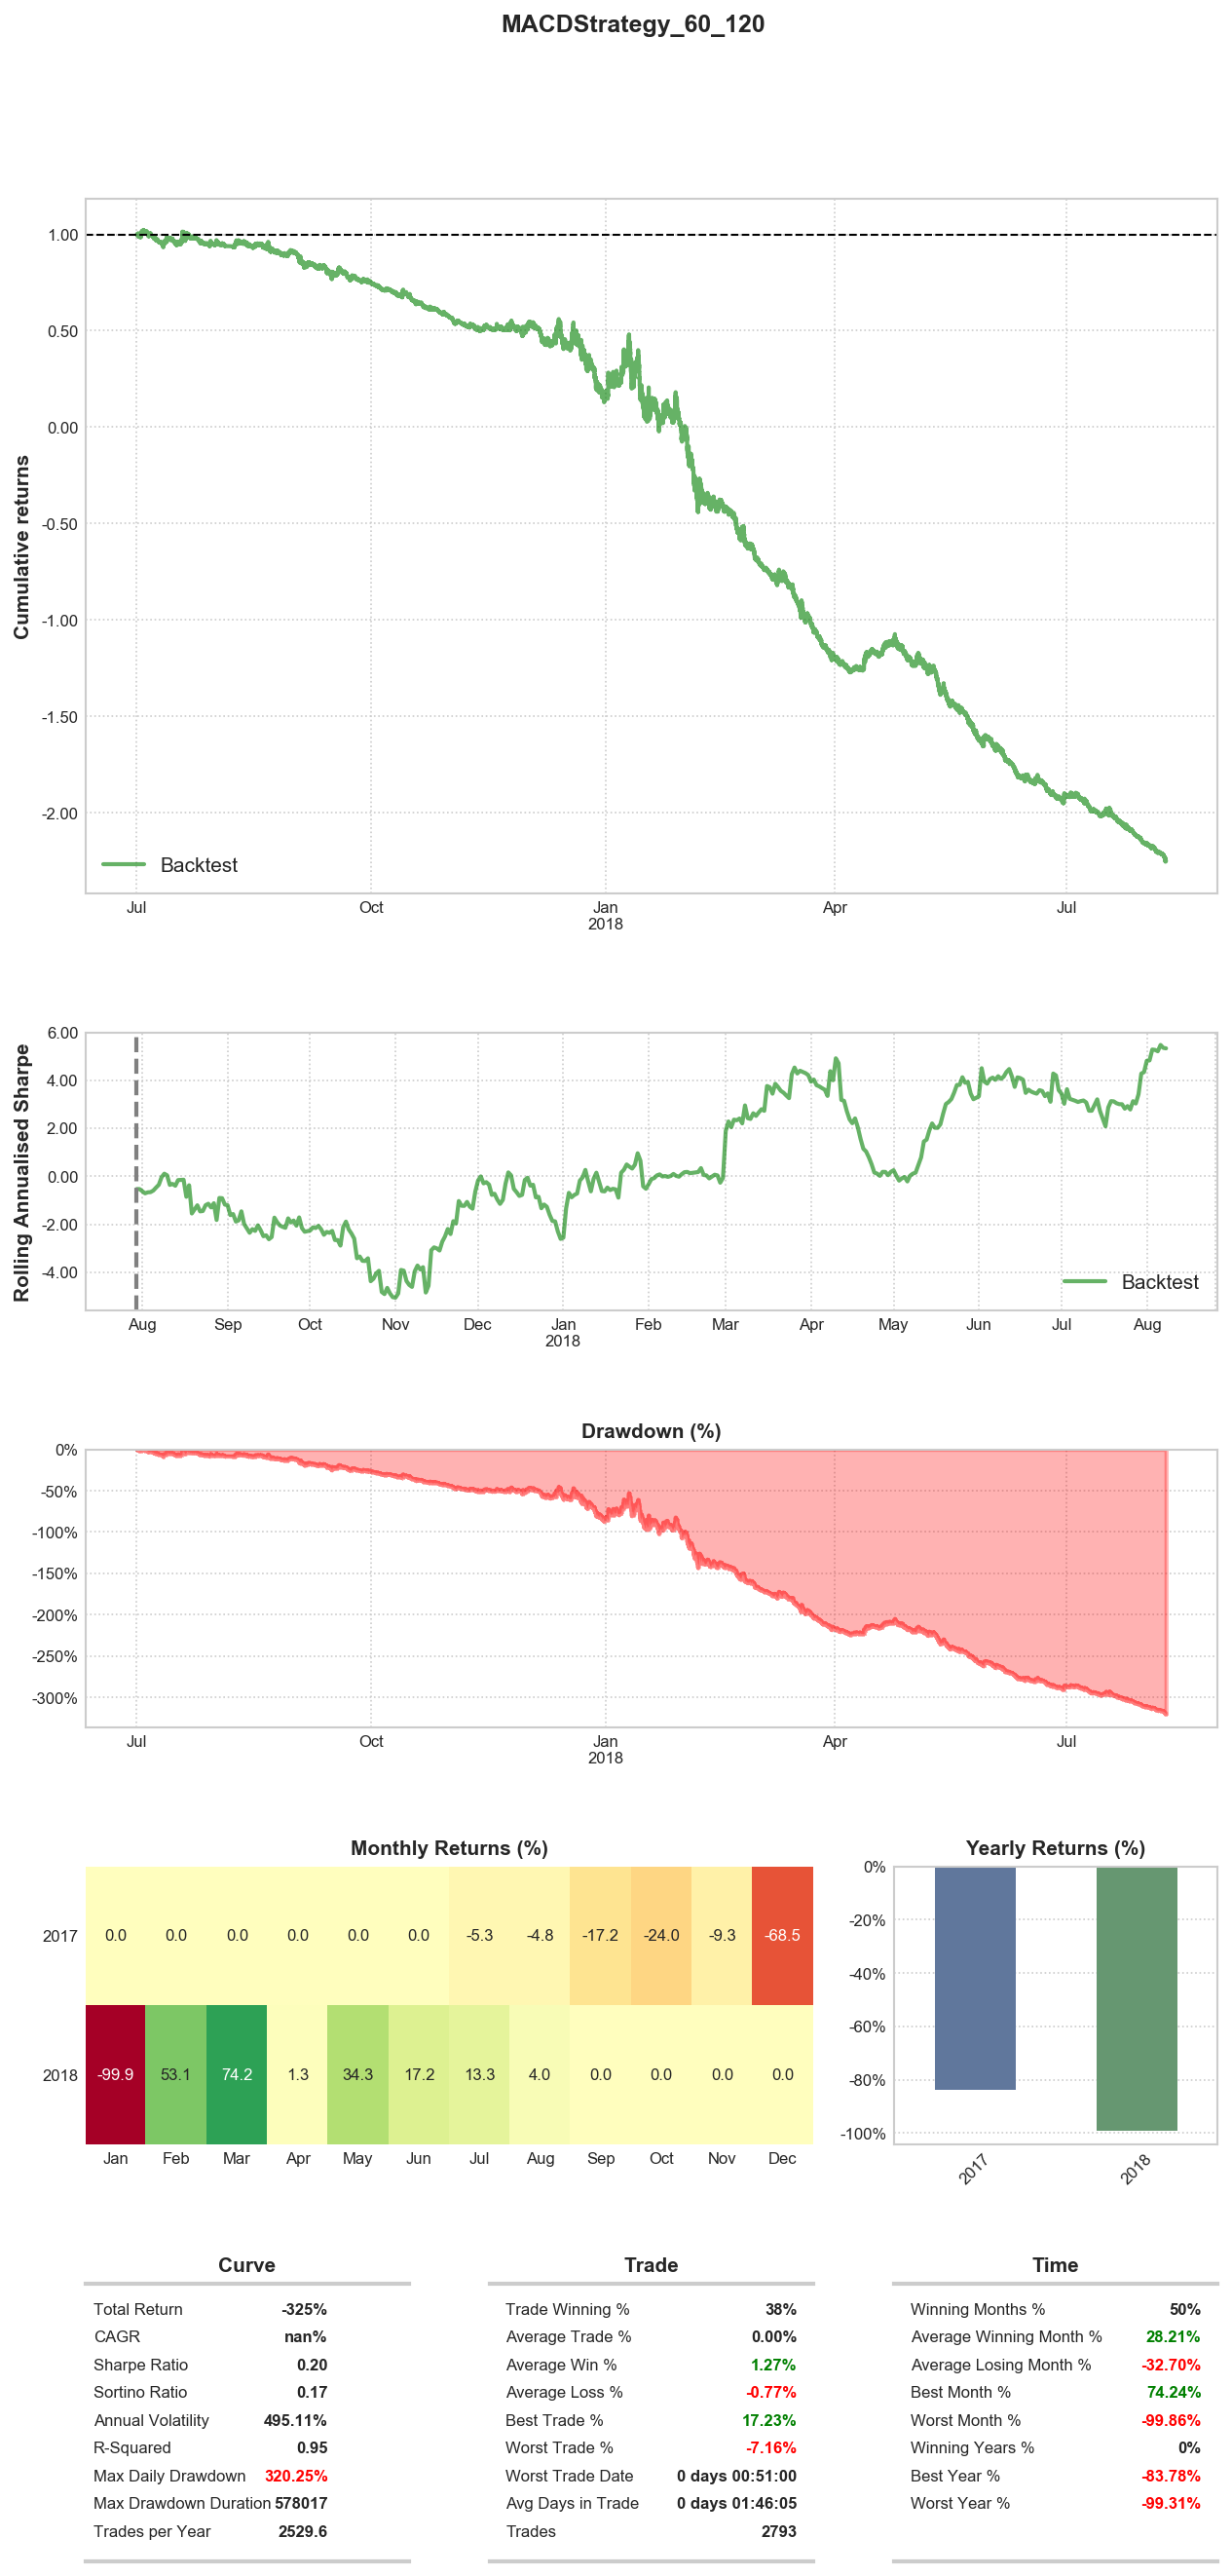 MACDStrategy_60_120
Cumulative returns
1.00
0.50
0.00
-0.50
-1.00
-1.50
-2.00
Backtest
Jul Oct Jan Apr Jul
2018
Rolling Annualised Sharpe
6.00
4.00
2.00
0.00
-2.00
-4.00
Backtest
Aug Sep Oct Nov Dec Jan Feb Mar Apr May Jun Jul Aug
2018
Drawdown (%)
0%
-50%
-100%
-150%
-200%
-250%
-300%
Jul Oct Jan Apr Jul
2018
Monthly Returns (%)
2017 0.0 0.0 0.0 0.0 0.0 0.0 -5.3 -4.8 -17.2 -24.0 -9.3 -68.5
2018 -99.9 53.1 74.2 1.3 34.3 17.2 13.3 4.0 0.0 0.0 0.0 0.0
Jan Feb Mar Apr May Jun Jul Aug Sep Oct Nov Dec
Yearly Returns (%)
0%
-20%
-40%
-60%
-80%
-100%
2017 2018
Curve
Total Return -325%
CAGR nan%
Sharpe Ratio 0.20
Sortino Ratio 0.17
Annual Volatility 495.11%
R-Squared 0.95
Max Daily Drawdown 320.25%
Max Drawdown Duration 578017
Trades per Year 2529.6
Trade
Trade Winning % 38%
Average Trade % 0.00%
Average Win % 1.27%
Average Loss % -0.77%
Best Trade % 17.23%
Worst Trade % -7.16%
Worst Trade Date 0 days 00:51:00
Avg Days in Trade 0 days 01:46:05
Trades 2793
Time
Winning Months % 50%
Average Winning Month % 28.21%
Average Losing Month % -32.70%
Best Month % 74.24%
Worst Month % -99.86%
Winning Years % 0%
Best Year % -83.78%
Worst Year % -99.31%